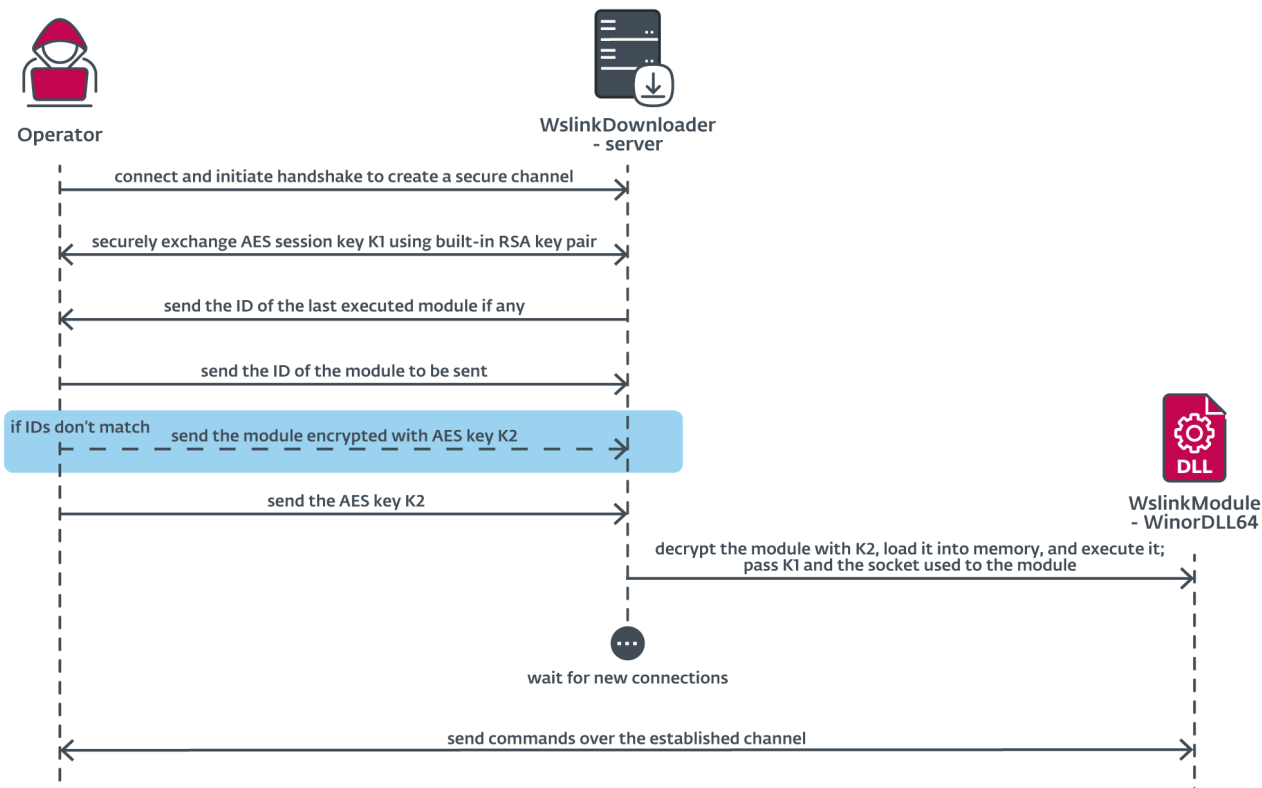 Operator
WslinkDownloader
- server
connect and initiate handshake to create a secure channel
securely exchange AES session key K1 using built-in RSA key pair
send the ID of the last executed module if any
send the ID of the module to be sent
if IDs don't match
send the module encrypted with AES key K2
send the AES key K2
DLL
WslinkModule
- WinorDLL64
decrypt the module with K2, load it into memory, and execute it;
pass K1 and the socket used to the module
wait for new connections
send commands over the established channel